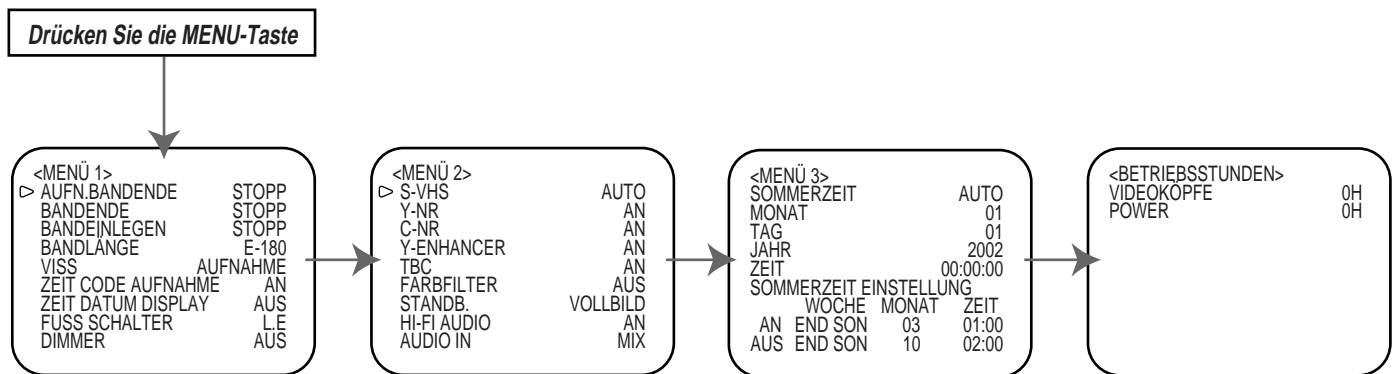 Drücken Sie die MENU-Taste
<MENÜ 1>
AUFN.BANDENDE STOPP
BANDENDE STOPP
BANDEINLEGEN STOPP
BANDLÄNGE E-180
VISS AUFNAHME
ZEIT CODE AUFNAHME AN
ZEIT DATUM DISPLAY AUS
FUSS SCHALTER L.E
DIMMER AUS
<MENÜ 2>
S-VHS AUTO
Y-NR AN
C-NR AN
Y-ENHANCER AN
TBC AN
FARBFILTER AUS
STANDB. VOLLBILD
HI-FI AUDIO AN
AUDIO IN MIX
<MENÜ 3>
SOMMERZEIT AUTO
MONAT 01
TAG 01
JAHR 2002
ZEIT 00:00:00
SOMMERZEIT EINSTELLUNG
WOCHE MONAT ZEIT
AN END SON 03 01:00
AUS END SON 10 02:00
<BETRIEBSSTUNDEN>
VIDEOKÖPFE 0H
POWER 0H